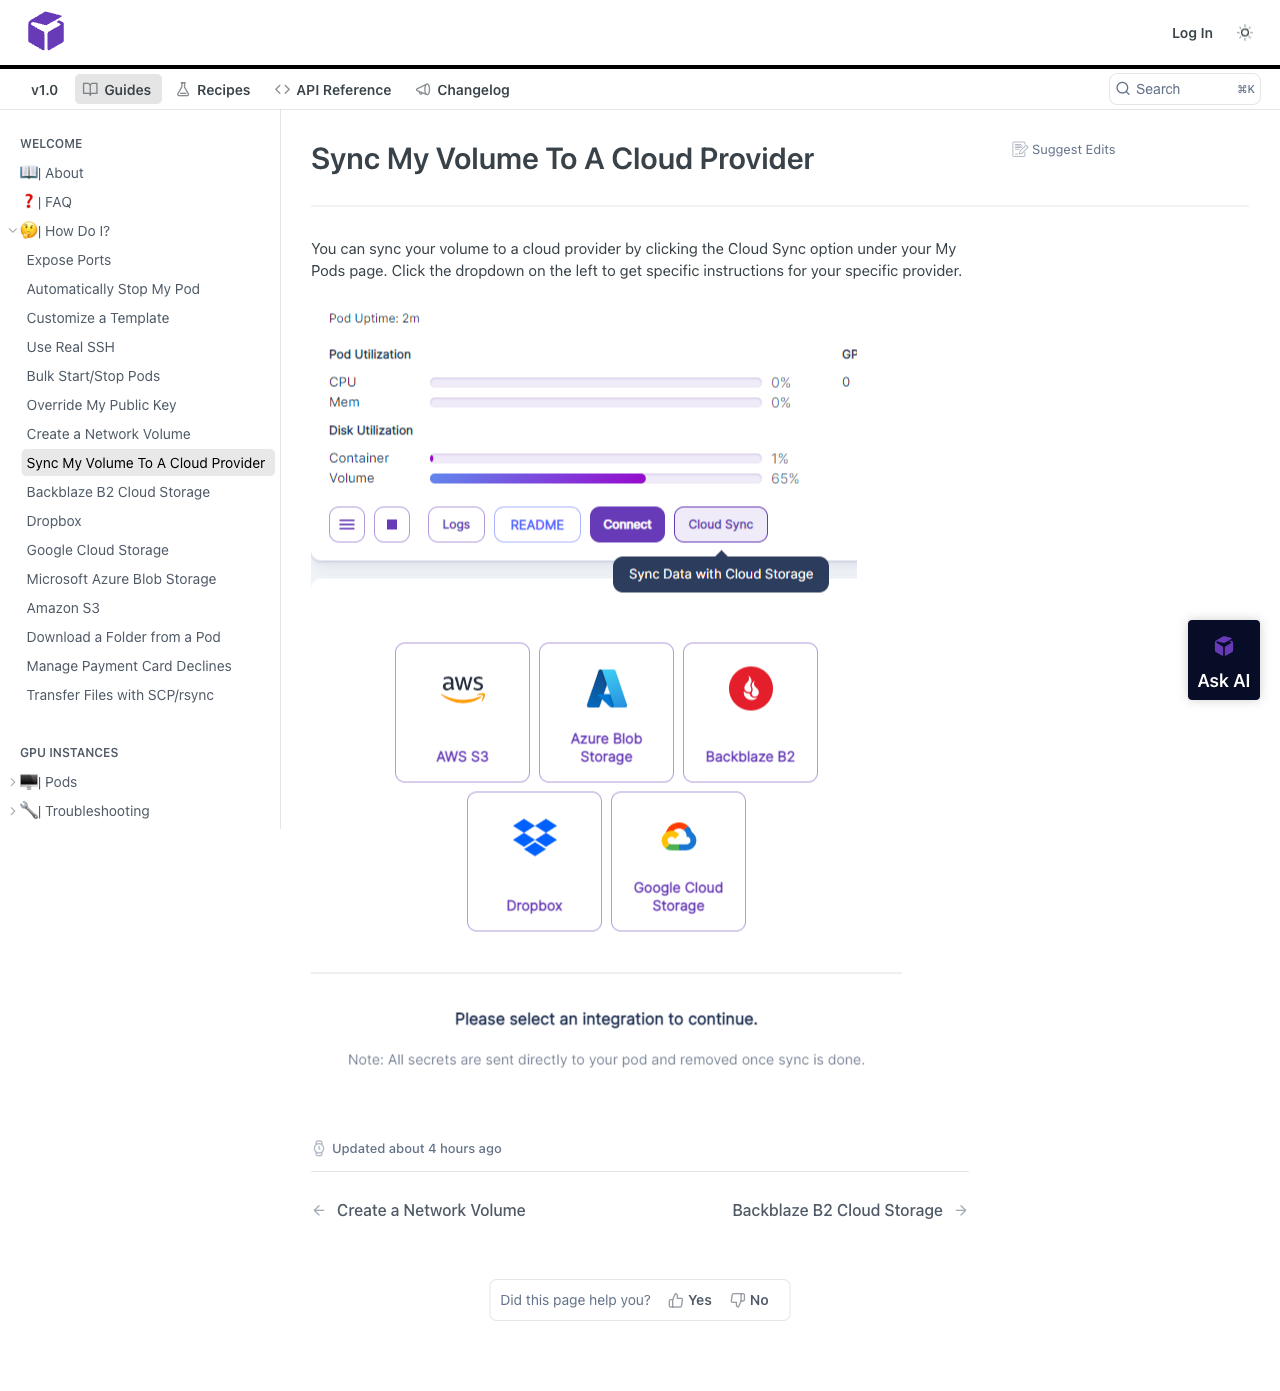 Log In
v1.0
Guides
Recipes
API Reference
Changelog
Search
⌘K
WELCOME
📖| About
❓| FAQ
🤔| How Do I?
Expose Ports
Automatically Stop My Pod
Customize a Template
Use Real SSH
Bulk Start/Stop Pods
Override My Public Key
Create a Network Volume
Sync My Volume To A Cloud Provider
Backblaze B2 Cloud Storage
Dropbox
Google Cloud Storage
Microsoft Azure Blob Storage
Amazon S3
Download a Folder from a Pod
Manage Payment Card Declines
Transfer Files with SCP/rsync
GPU INSTANCES
🖥️| Pods
🔧| Troubleshooting
Sync My Volume To A Cloud Provider
Suggest Edits
You can sync your volume to a cloud provider by clicking the Cloud Sync option under your My
Pods page. Click the dropdown on the left to get specific instructions for your specific provider.
Pod Uptime: 2m
Pod Utilization
GP
CPU
0%
0
Mem
0%
Disk Utilization
Container
1%
Volume
65%
Logs
README
Connect
Cloud Sync
Sync Data with Cloud Storage
aws
AWS S3
Azure Blob
Storage
Backblaze B2
Dropbox
Google Cloud
Storage
Please select an integration to continue.
Note: All secrets are sent directly to your pod and removed once sync is done.
Updated about 4 hours ago
← Create a Network Volume
Backblaze B2 Cloud Storage →
Did this page help you?
Yes
No
Ask AI